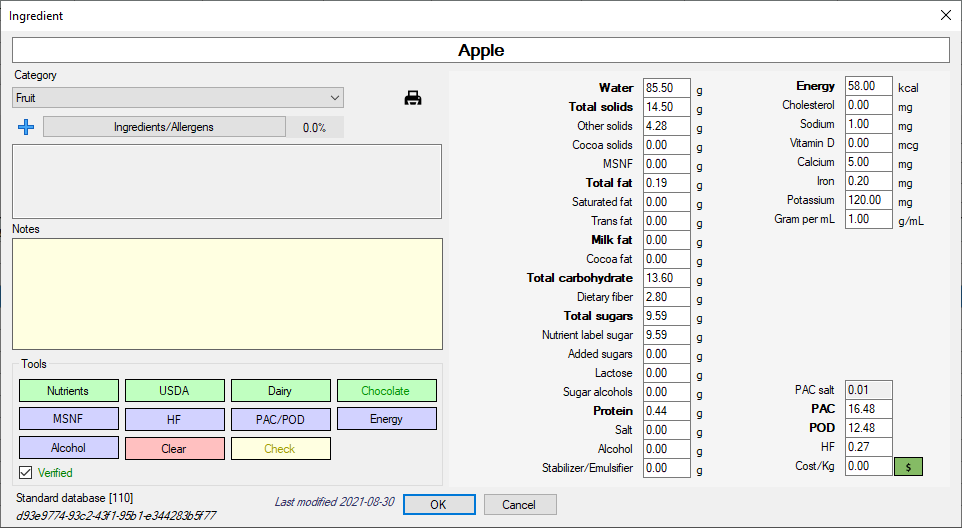 Ingredient
Apple
Category
Fruit
Ingredients/Allergens 0.0%
Notes
Tools
Nutrients USDA Dairy Chocolate
MSNF HF PAC/POD Energy
Alcohol Clear Check
Verified
Standard database [110]
d93e9774-93c2-43f1-95b1-e344283b5f77
Last modified 2021-08-30
OK Cancel
Water 85.50 g
Total solids 14.50 g
Other solids 4.28 g
Cocoa solids 0.00 g
MSNF 0.00 g
Total fat 0.19 g
Saturated fat 0.00 g
Trans fat 0.00 g
Milk fat 0.00 g
Cocoa fat 0.00 g
Total carbohydrate 13.60 g
Dietary fiber 2.80 g
Total sugars 9.59 g
Nutrient label sugar 9.59 g
Added sugars 0.00 g
Lactose 0.00 g
Sugar alcohols 0.00 g
Protein 0.44 g
Salt 0.00 g
Alcohol 0.00 g
Stabilizer/Emulsifier 0.00 g
Energy 58.00 kcal
Cholesterol 0.00 mg
Sodium 1.00 mg
Vitamin D 0.00 mcg
Calcium 5.00 mg
Iron 0.20 mg
Potassium 120.00 mg
Gram per mL 1.00 g/mL
PAC salt 0.01
PAC 16.48
POD 12.48
HF 0.27
Cost/Kg 0.00 $